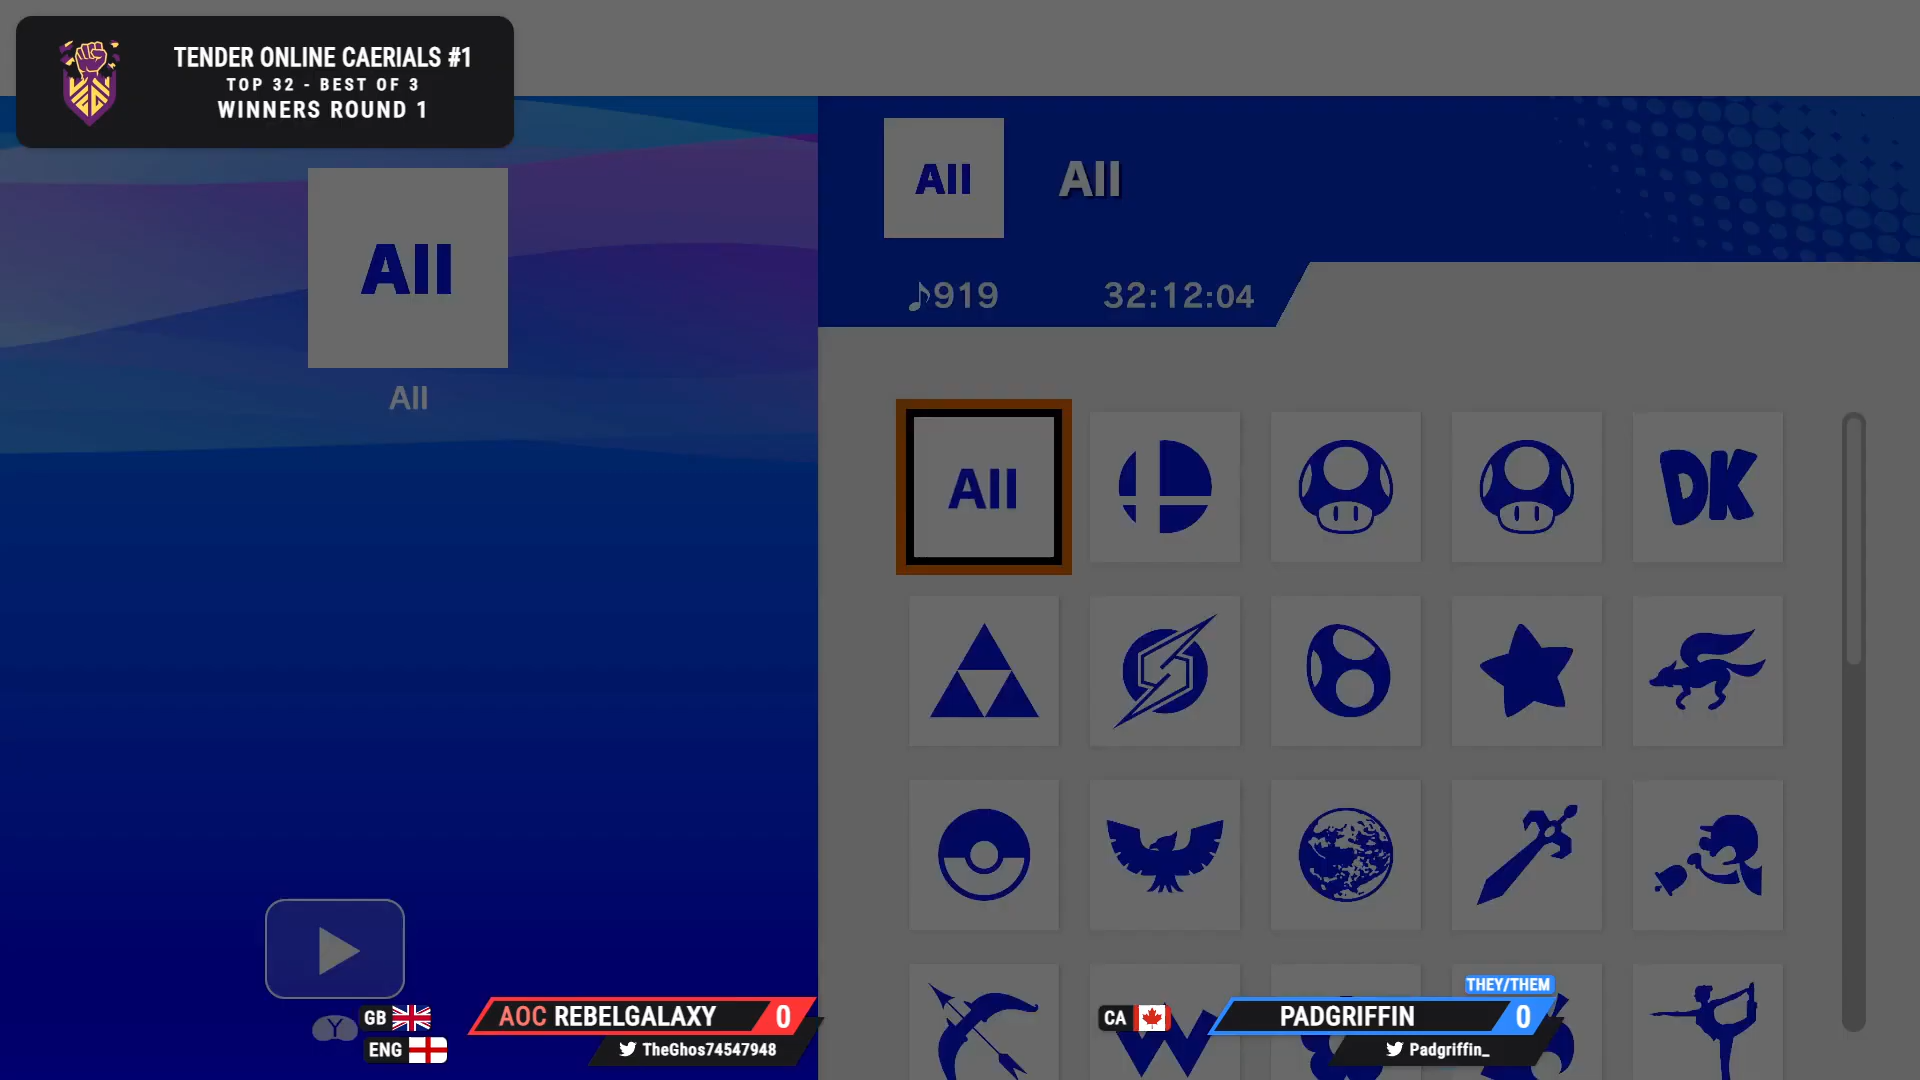 TENDER ONLINE CAERIALS #1
TOP 32 - BEST OF 3
WINNERS ROUND 1
All
All
All
All
♪919 32:12:04
All
DK
Y
GB
ENG
AOC REBELGALAXY 0
TheGhos74547948
CA
THEY/THEM
PADGRIFFIN 0
Padgriffin_